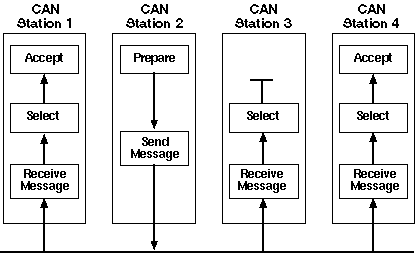 CAN
Station 1
CAN
Station 2
CAN
Station 3
CAN
Station 4
Accept
Select
Receive
Message
Prepare
Send
Message
Select
Receive
Message
Accept
Select
Receive
Message